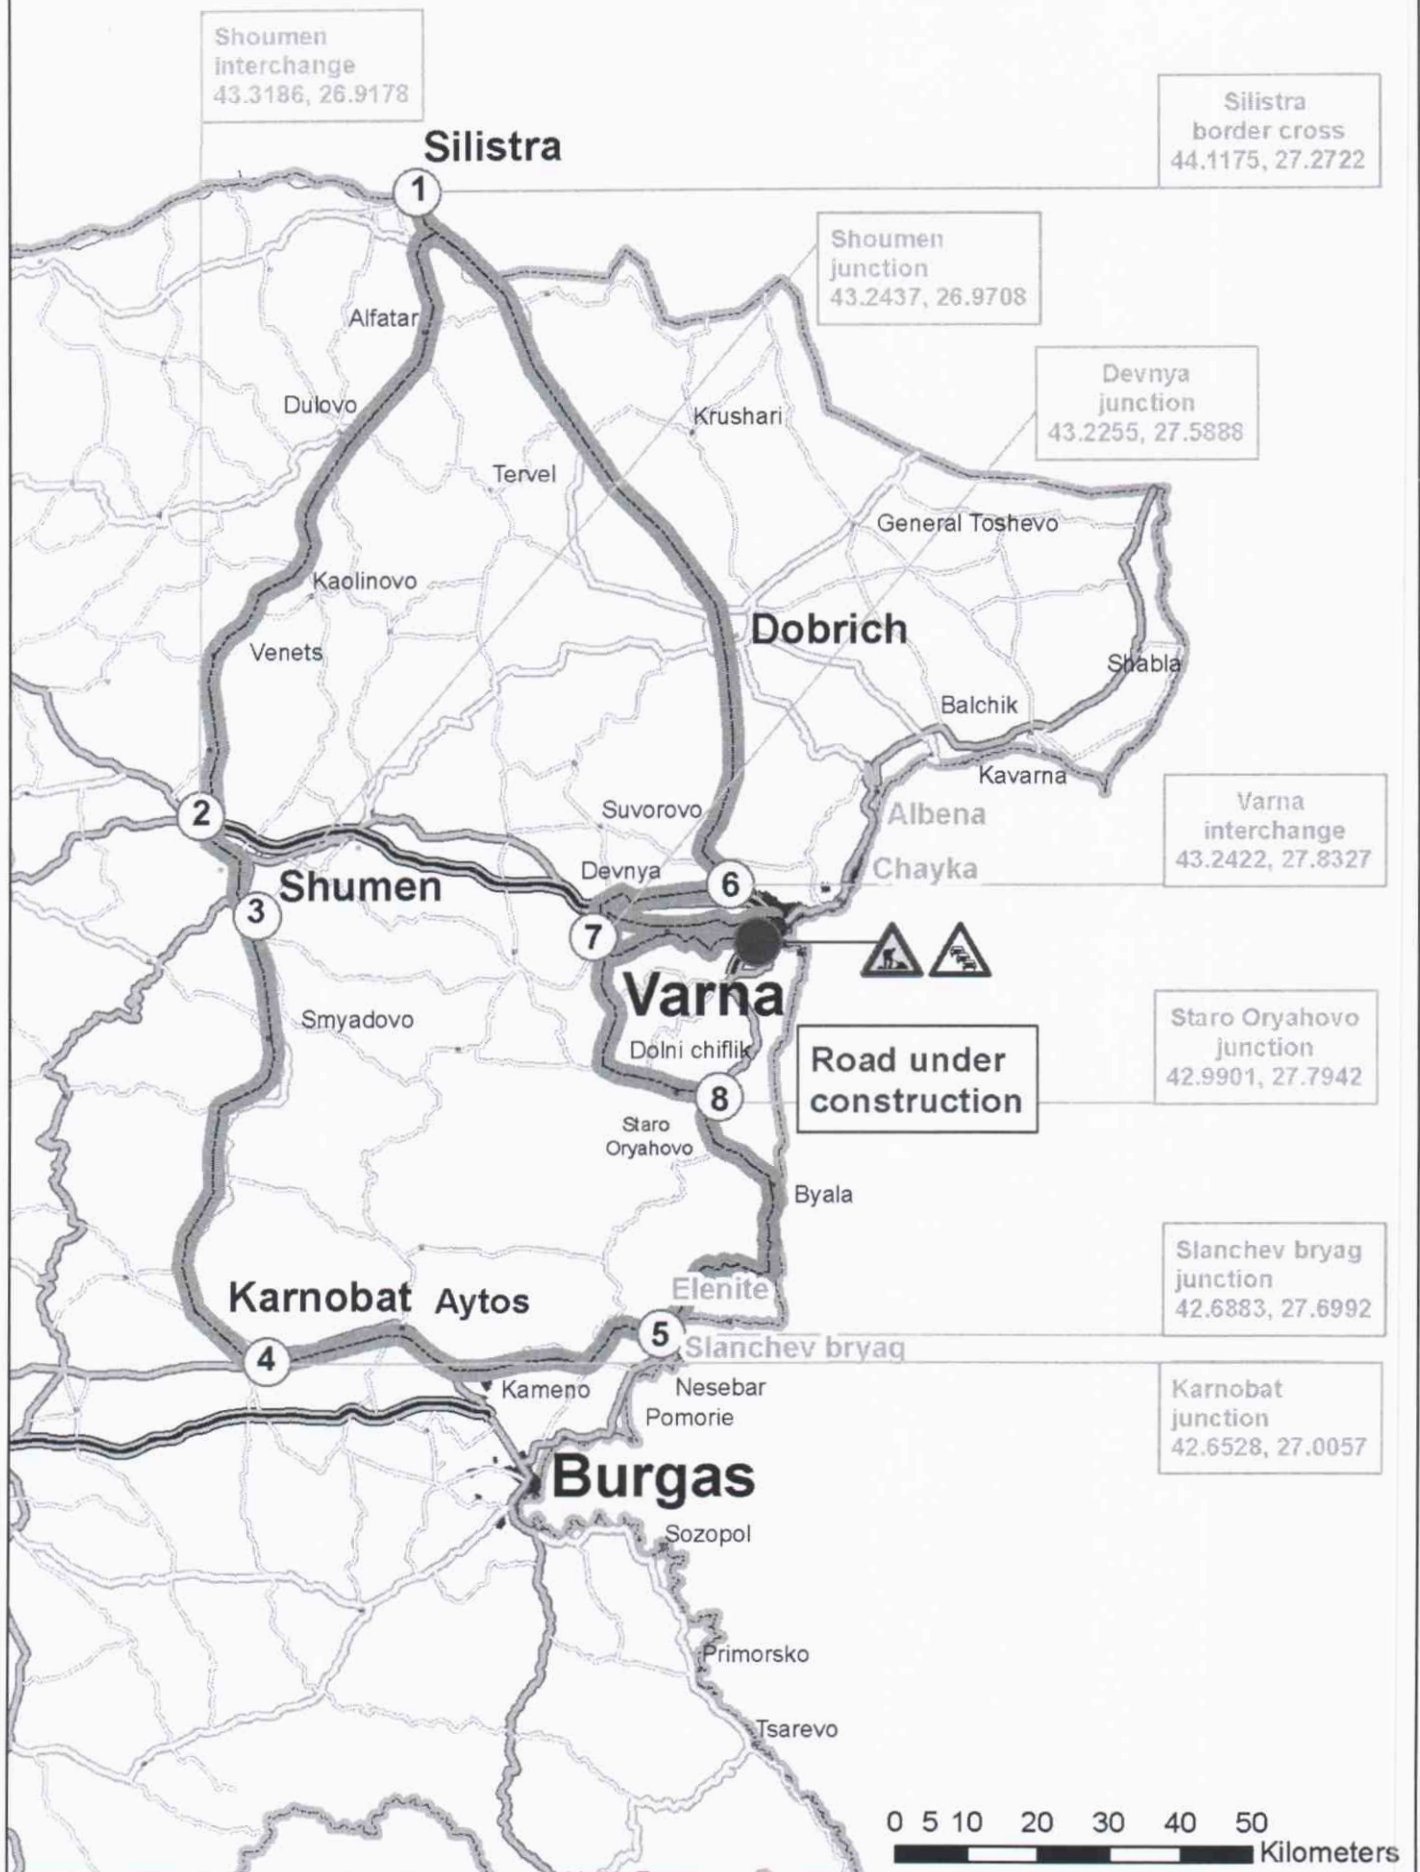 Shoumen
interchange
43.3186, 26.9178
Silistra
border cross
44.1175, 27.2722
Silistra
1
Shoumen
junction
43.2437, 26.9708
Alfatar
Devnya
junction
43.2255, 27.5888
Dulovo
Krushari
Tervel
General Toshevo
Kaolinovo
Dobrich
Venets
Shabla
Balchik
Kavarna
Varna
interchange
43.2422, 27.8327
2
Suvorovo
Albena
Devnya
Chayka
6
Shumen
3
7
Varna
Smyadovo
Dolni chiflik
Road under
construction
Staro Oryahovo
junction
42.9901, 27.7942
8
Staro
Oryahovo
Byala
Slanchev bryag
junction
42.6883, 27.6992
Elenite
Karnobat
Aytos
5
Slanchev bryag
4
Kameno
Nesebar
Pomorie
Karnobat
junction
42.6528, 27.0057
Burgas
Sozopol
Primorsko
Tsarevo
0 5 10 20 30 40 50
Kilometers